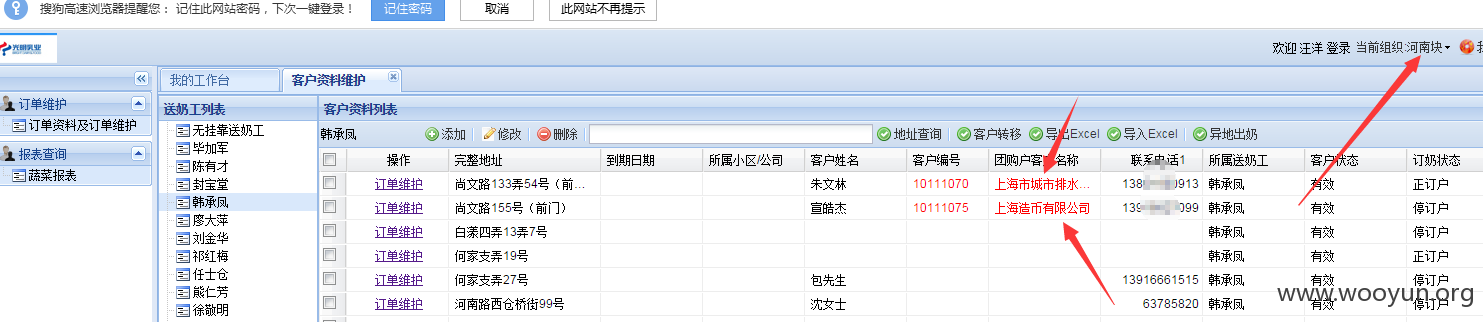 搜狗高速浏览器提醒您： 记住此网站密码，下次一键登录！ 记住密码 取消 此网站不再提示
光明乳业
欢迎 汪洋 登录 当前组织:河南块
我的工作台 客户资料维护
订单维护
订单资料及订单维护
报表查询
蔬菜报表
送奶工列表
无挂靠送奶工
毕加军
陈有才
封宝堂
韩承凤
廖大萍
刘金华
祁红梅
任士仓
熊仁芳
徐敬明
客户资料列表
韩承凤 添加 修改 删除 地址查询 客户转移 导出Excel 导入Excel 异地出奶
操作 完整地址 到期日期 所属小区/公司 客户姓名 客户编号 团购户客 名称 联系电话1 所属送奶工 客户状态 订奶状态
订单维护 尚文路133弄54号（前... 朱文林 10111070 上海市城市排水... 138 0913 韩承凤 有效 正订户
订单维护 尚文路155号（前门） 宣皓杰 10111075 上海造币有限公司 139 099 韩承凤 有效 停订户
订单维护 白漾四弄13弄7号 韩承凤 有效 停订户
订单维护 何家支弄19号 韩承凤 有效 正订户
订单维护 何家支弄27号 包先生 13916661515 韩承凤 有效 停订户
订单维护 河南路西仓桥街99号 沈女士 63785820 韩承凤 有效 停订户
www.wooyun.org